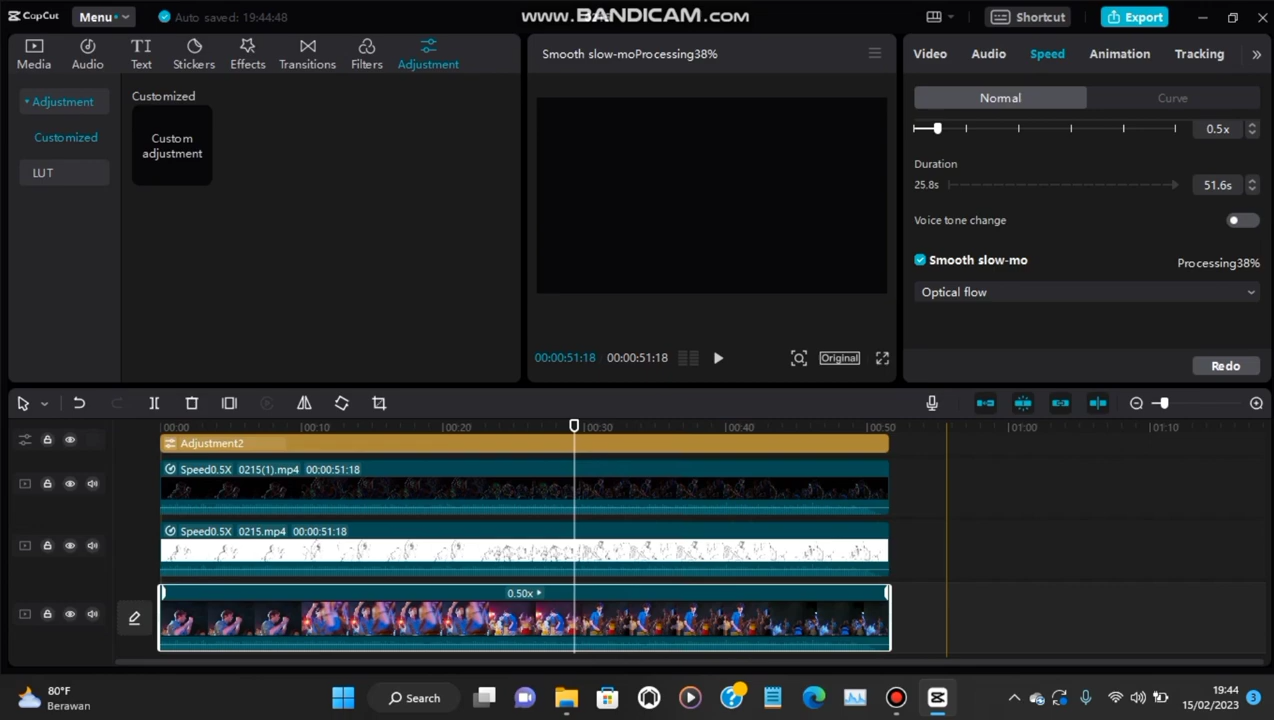 CapCut
Menu
Auto saved: 19:44:48
www.BANDICAM.com
Shortcut
Export
Media
Audio
Text
Stickers
Effects
Transitions
Filters
Adjustment
Adjustment
Customized
LUT
Customized
Custom
adjustment
Smooth slow-moProcessing38%
00:00:51:18
00:00:51:18
Original
Video
Audio
Speed
Animation
Tracking
Normal
Curve
0.5x
Duration
25.8s
51.6s
Voice tone change
Smooth slow-mo
Processing38%
Optical flow
Redo
00:00
00:10
00:20
00:30
00:40
00:50
01:00
01:10
Adjustment2
Speed0.5X 0215(1).mp4 00:00:51:18
Speed0.5X 0215.mp4 00:00:51:18
0.50x
80°F
Berawan
Search
19:44
15/02/2023
3